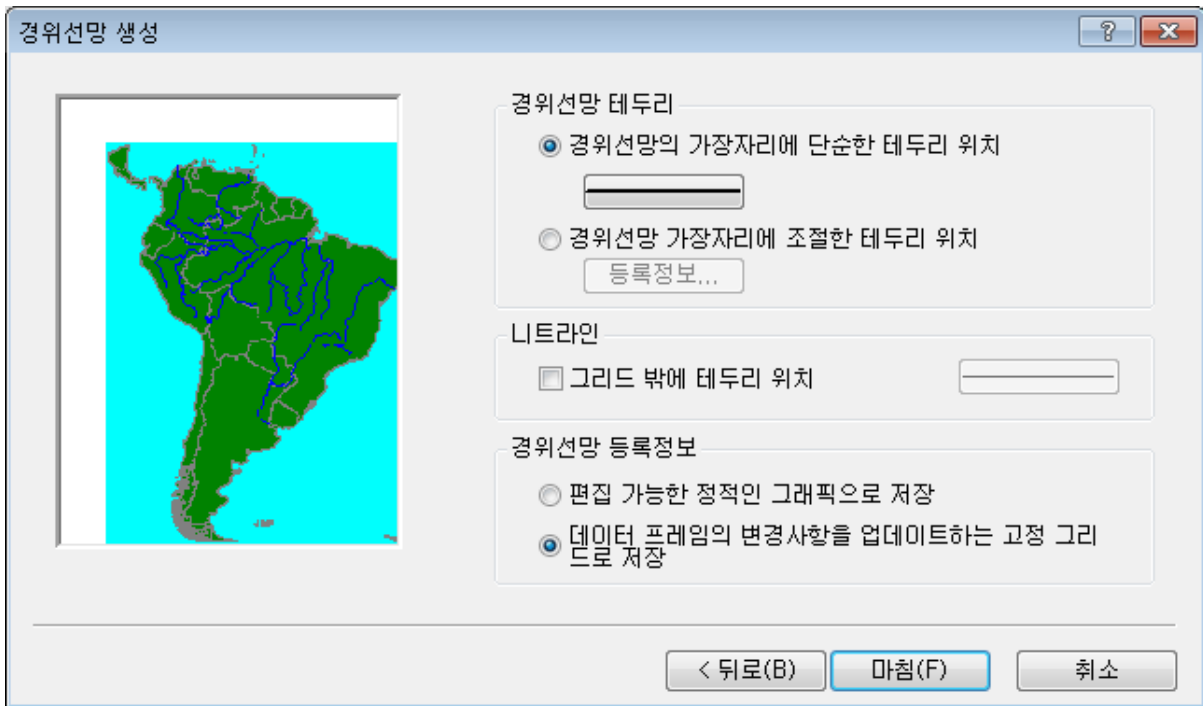 경위선망 생성
경위선망 테두리
경위선망의 가장자리에 단순한 테두리 위치
경위선망 가장자리에 조절한 테두리 위치
등록정보...
니트라인
그리드 밖에 테두리 위치
경위선망 등록정보
편집 가능한 정적인 그래픽으로 저장
데이터 프레임의 변경사항을 업데이트하는 고정 그리
드로 저장
< 뒤로(B)
마침(F)
취소